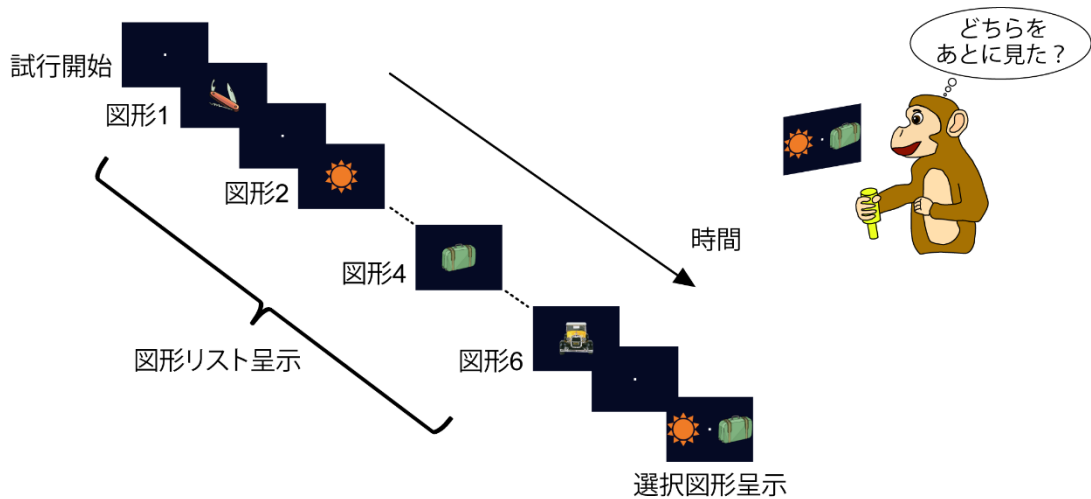 どちらを
あとに見た？
試行開始
図形1
図形2
時間
図形4
図形リスト呈示
図形6
選択図形呈示